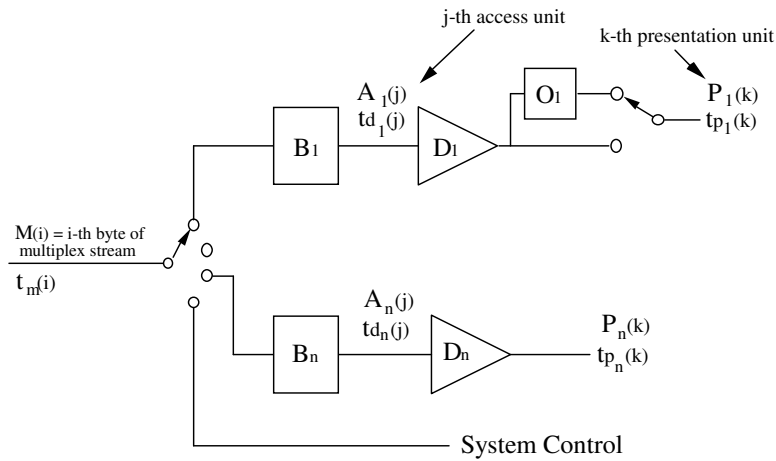 j-th access unit
k-th presentation unit
A1(j)
td1(j)
P1(k)
tp1(k)
O1
B1
D1
M(i) = i-th byte of
multiplex stream
tm(i)
An(j)
tdn(j)
Pn(k)
tpn(k)
Bn
Dn
System Control